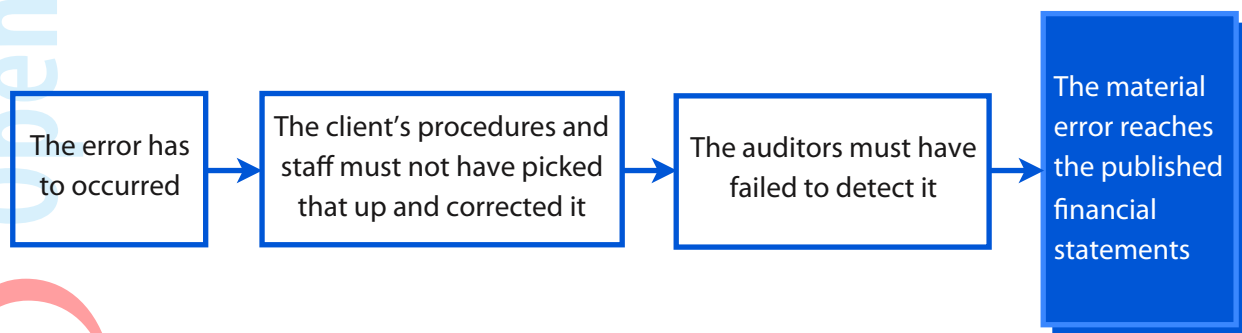 Open
The error has
to occurred
The client's procedures and
staff must not have picked
that up and corrected it
The auditors must have
failed to detect it
The material
error reaches
the published
financial
statements